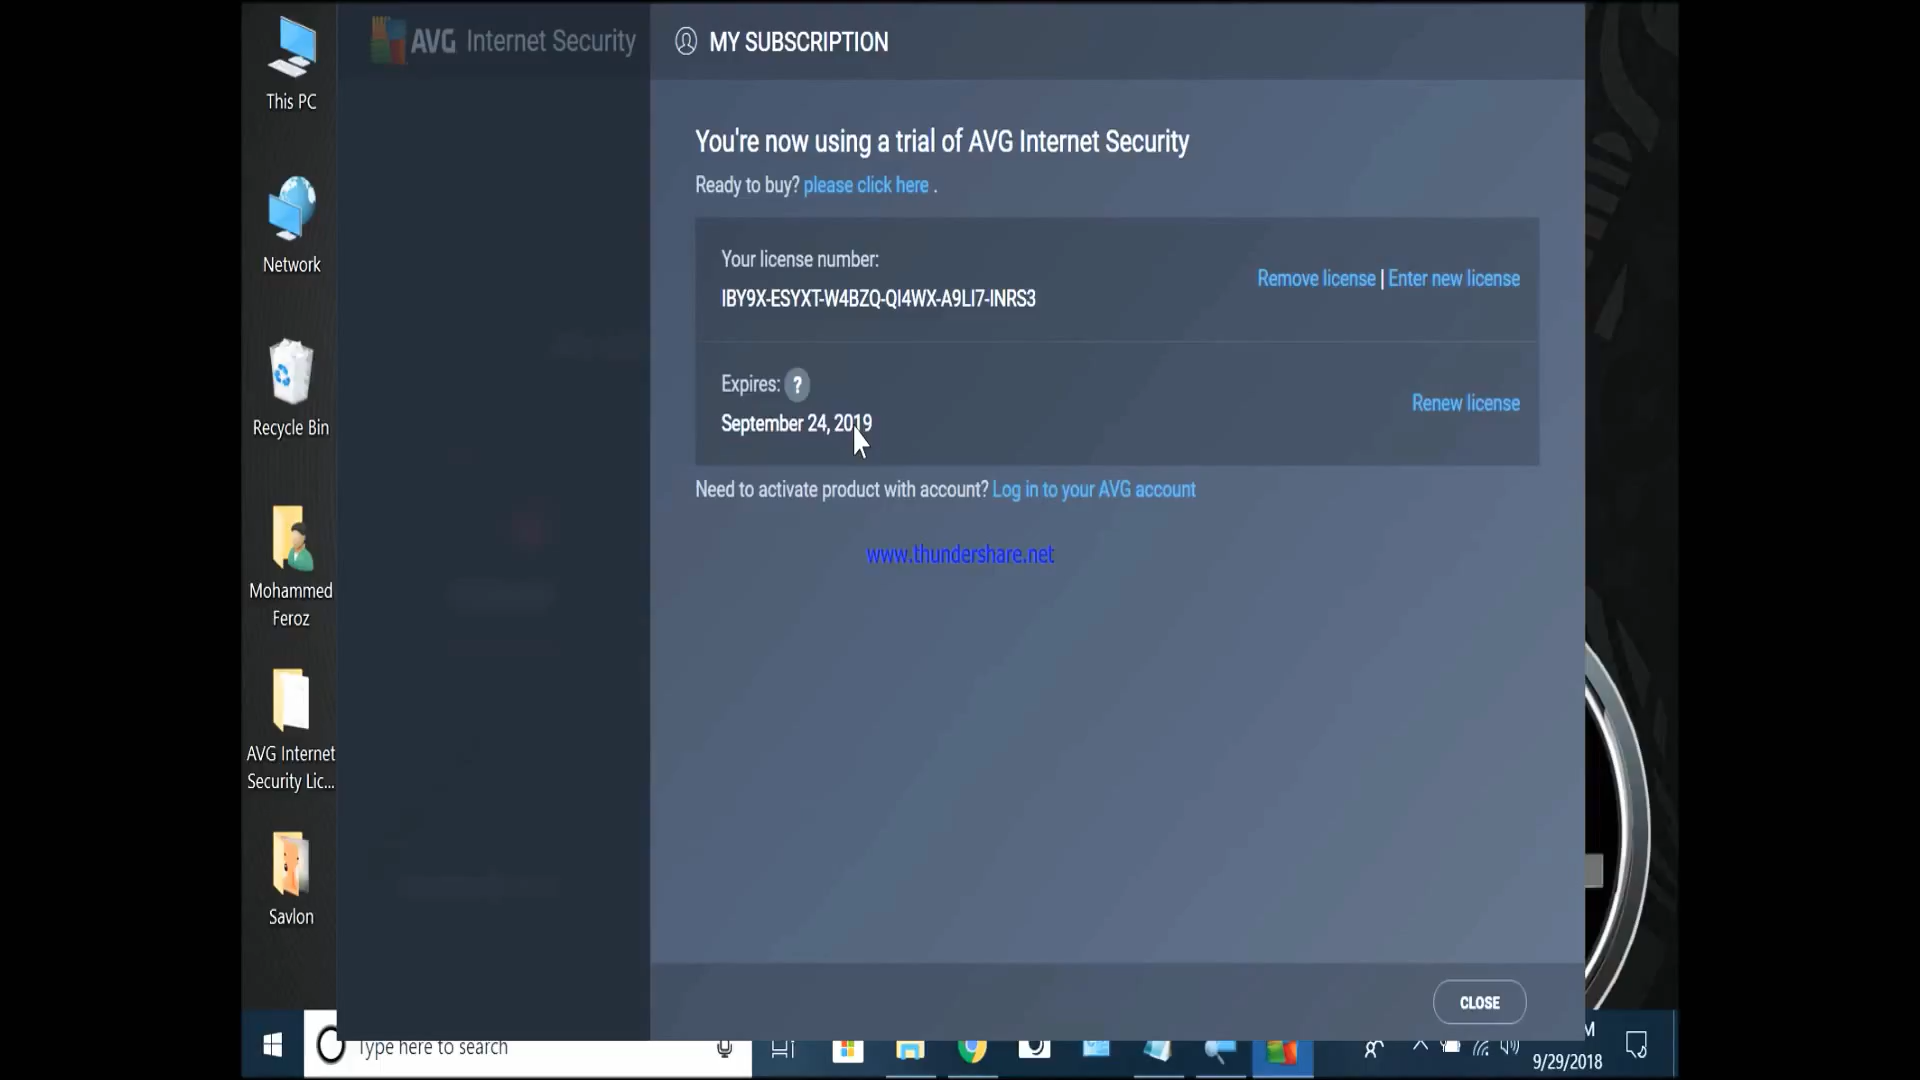 This PC
Network
Recycle Bin
Mohammed
Feroz
AVG Internet
Security Lic...
Savlon
AVG Internet Security
MY SUBSCRIPTION
You're now using a trial of AVG Internet Security
Ready to buy? please click here .
Your license number:
IBY9X-ESYXT-W4BZQ-QI4WX-A9LI7-INRS3
Remove license | Enter new license
Expires: ?
September 24, 2019
Renew license
Need to activate product with account? Log in to your AVG account
www.thundershare.net
CLOSE
Type here to search
M
9/29/2018